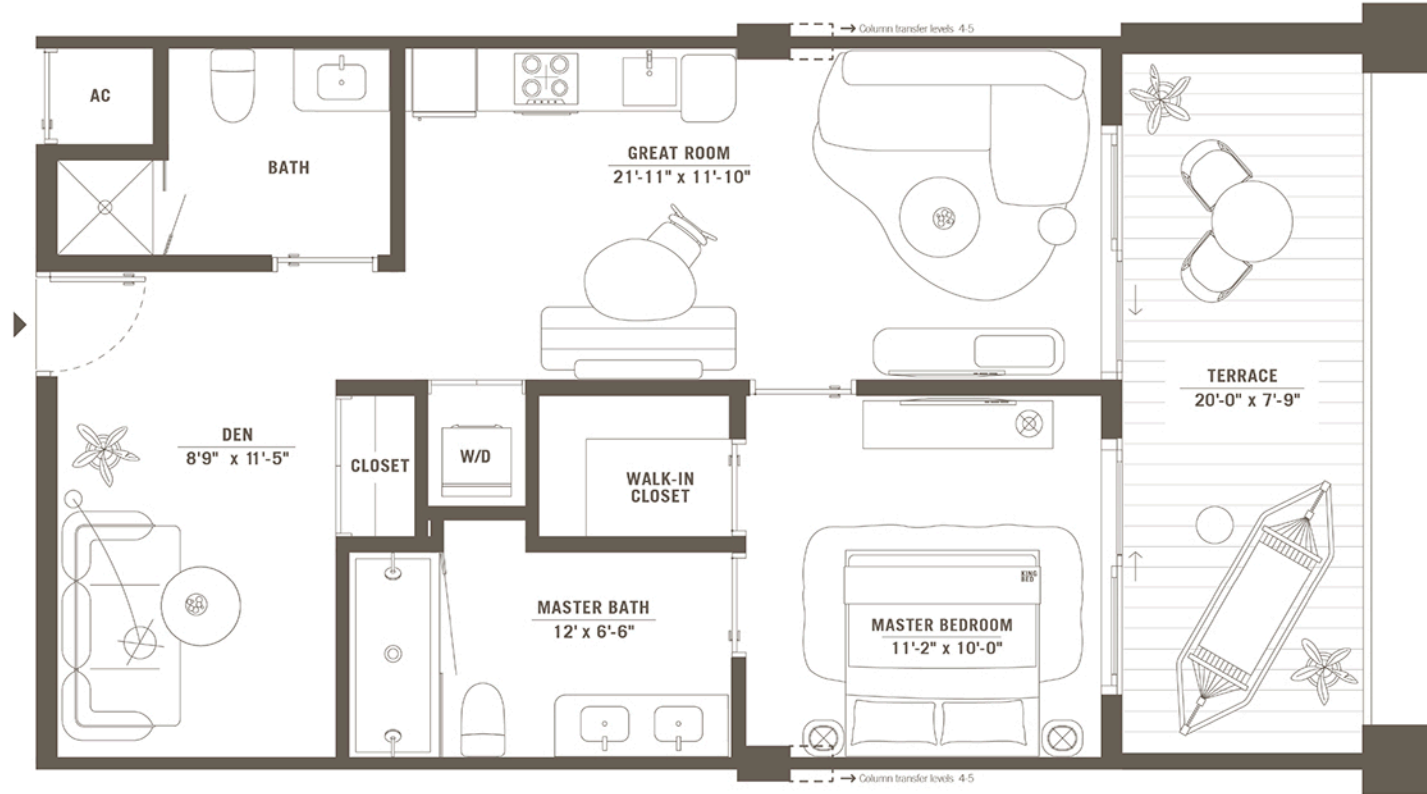 Column transfer levels 4-5
AC
BATH
GREAT ROOM
21'-11" x 11'-10"
TERRACE
20'-0" x 7'-9"
DEN
8'9" x 11'-5"
CLOSET
W/D
WALK-IN
CLOSET
KING
BED
MASTER BATH
12' x 6'-6"
MASTER BEDROOM
11'-2" x 10'-0"
Column transfer levels 4-5